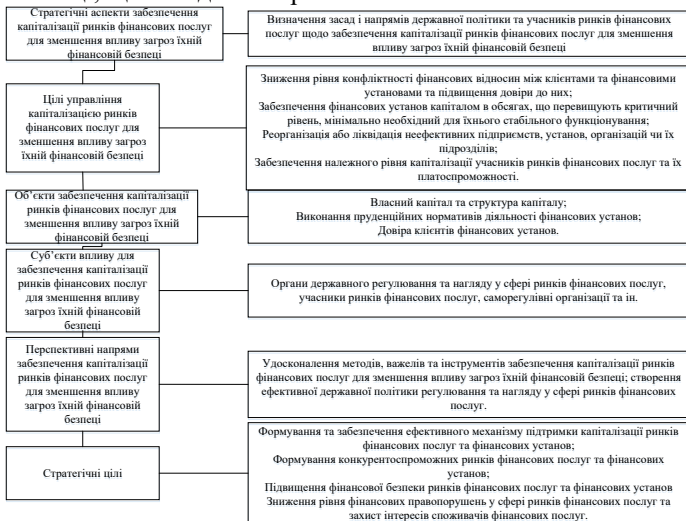 Стратегічні аспекти забезпечення
капіталізації ринків фінансових послуг
для зменшення впливу загроз їхній
фінансовій безпеці
Визначення засад і напрямів державної політики та учасників ринків фінансових
послуг щодо забезпечення капіталізації ринків фінансових послуг для зменшення
впливу загроз їхній фінансовій безпеці
Цілі управління
капіталізацією ринків
фінансових послуг для
зменшення впливу загроз
їхній фінансовій безпеці
Зниження рівня конфліктності фінансових відносин між клієнтами та фінансовими
установами та підвищення довіри до них;
Забезпечення фінансових установ капіталом в обсягах, що перевищують критичний
рівень, мінімально необхідний для їхнього стабільного функціонування;
Реорганізація або ліквідація неефективних підприємств, установ, організацій чи їх
підрозділів;
Забезпечення належного рівня капіталізації учасників ринків фінансових послуг та їх
платоспроможності.
Об’єкти забезпечення капіталізації
ринків фінансових послуг для
зменшення впливу загроз їхній
фінансовій безпеці
Власний капітал та структура капіталу;
Виконання пруденційних нормативів діяльності фінансових установ;
Довіра клієнтів фінансових установ.
Суб’єкти впливу для
забезпечення капіталізації
ринків фінансових послуг
для зменшення впливу
загроз їхній фінансовій
безпеці
Органи державного регулювання та нагляду у сфері ринків фінансових послуг,
учасники ринків фінансових послуг, саморегулівні організації та ін.
Перспективні напрями
забезпечення капіталізації
ринків фінансових послуг
для зменшення впливу
загроз їхній фінансовій
безпеці
Удосконалення методів, важелів та інструментів забезпечення капіталізації ринків
фінансових послуг для зменшення впливу загроз їхній фінансовій безпеці; створення
ефективної державної політики регулювання та нагляду у сфері ринків фінансових
послуг.
Стратегічні цілі
Формування та забезпечення ефективного механізму підтримки капіталізації ринків
фінансових послуг та фінансових установ;
Формування конкурентоспроможних ринків фінансових послуг та фінансових
установ;
Підвищення фінансової безпеки ринків фінансових послуг та фінансових установ
Зниження рівня фінансових правопорушень у сфері ринків фінансових послуг та
захист інтересів споживачів фінансових послуг.